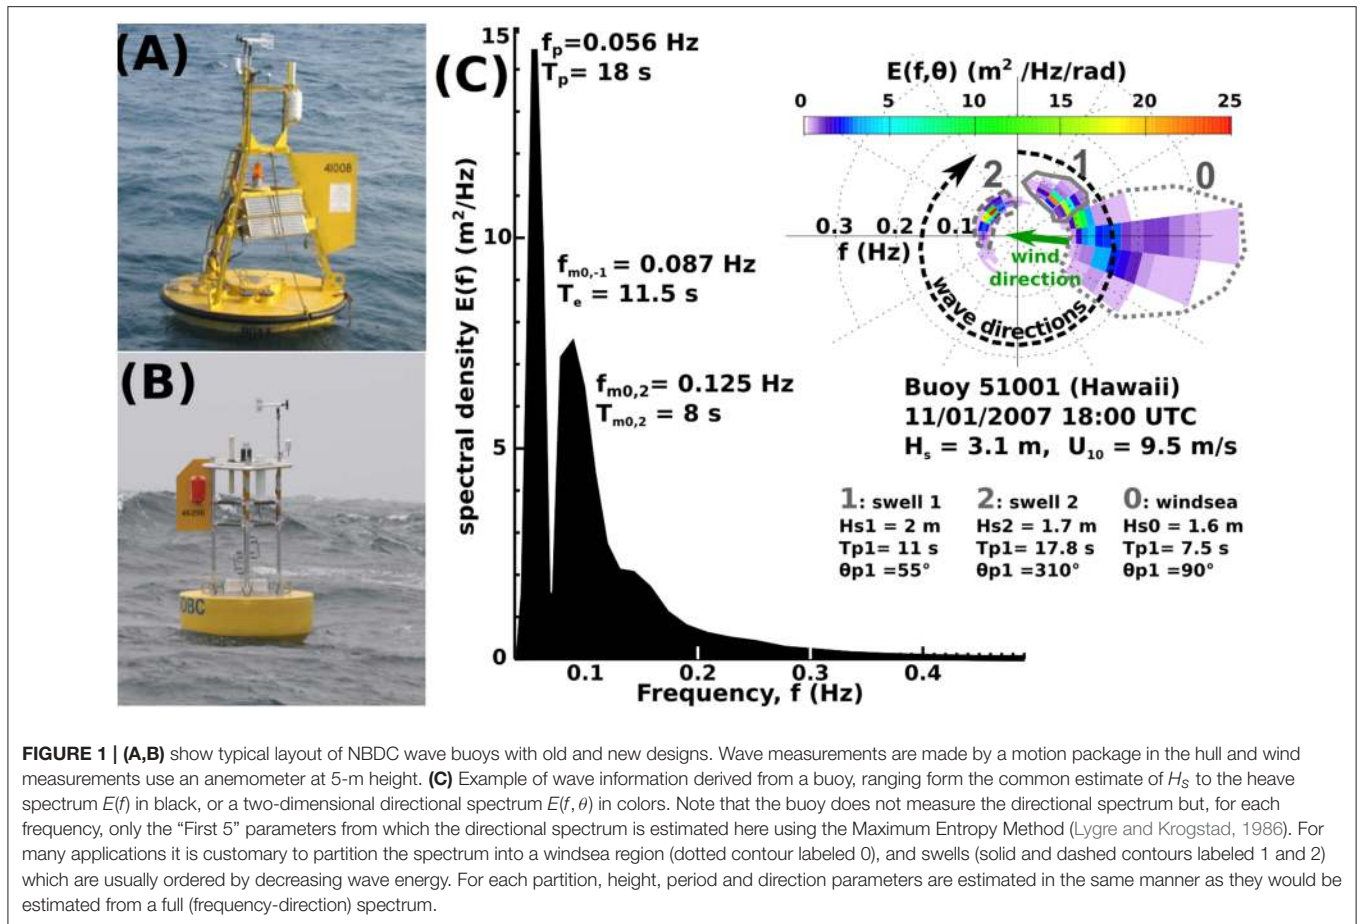 (A)
41008
(B)
DBC
(C)
15
10
5
0
spectral density E(f) (m²/Hz)
fp=0.056 Hz
Tp= 18 s
fm0,-1 = 0.087 Hz
Te = 11.5 s
fm0,2= 0.125 Hz
Tm0,2 = 8 s
0.1 0.2 0.3 0.4
Frequency, f (Hz)
E(f,θ) (m² /Hz/rad)
0 5 10 15 20 25
2 1 0
0.3 0.2 0.1
f (Hz)
wind
direction
wave directions
Buoy 51001 (Hawaii)
11/01/2007 18:00 UTC
Hs = 3.1 m, U10 = 9.5 m/s
1: swell 1
Hs1 = 2 m
Tp1= 11 s
θp1 =55°
2: swell 2
Hs2 = 1.7 m
Tp1= 17.8 s
θp1 =310°
0: windsea
Hs0 = 1.6 m
Tp1= 7.5 s
θp1 =90°
FIGURE 1 | (A,B) show typical layout of NBDC wave buoys with old and new designs. Wave measurements are made by a motion package in the hull and wind
measurements use an anemometer at 5-m height. (C) Example of wave information derived from a buoy, ranging form the common estimate of Hs to the heave
spectrum E(f) in black, or a two-dimensional directional spectrum E(f, θ) in colors. Note that the buoy does not measure the directional spectrum but, for each
frequency, only the “First 5” parameters from which the directional spectrum is estimated here using the Maximum Entropy Method (Lygre and Krogstad, 1986). For
many applications it is customary to partition the spectrum into a windsea region (dotted contour labeled 0), and swells (solid and dashed contours labeled 1 and 2)
which are usually ordered by decreasing wave energy. For each partition, height, period and direction parameters are estimated in the same manner as they would be
estimated from a full (frequency-direction) spectrum.